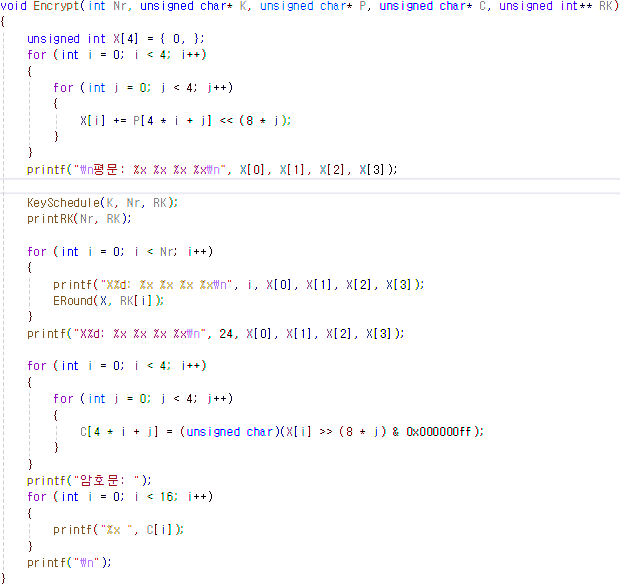 void Encrypt(int Nr, unsigned char* K, unsigned char* P, unsigned char* C, unsigned int** RK)
{
unsigned int X[4] = { 0, };
for (int i = 0; i < 4; i++)
{
for (int j = 0; j < 4; j++)
{
X[i] += P[4 * i + j] << (8 * j);
}
}
printf("₩n평문: %x %x %x %x₩n", X[0], X[1], X[2], X[3]);
KeySchedule(K, Nr, RK);
printRK(Nr, RK);
for (int i = 0; i < Nr; i++)
{
printf("X%d: %x %x %x %x₩n", i, X[0], X[1], X[2], X[3]);
ERound(X, RK[i]);
}
printf("X%d: %x %x %x %x₩n", 24, X[0], X[1], X[2], X[3]);
for (int i = 0; i < 4; i++)
{
for (int j = 0; j < 4; j++)
{
C[4 * i + j] = (unsigned char)(X[i] >> (8 * j) & 0x000000ff);
}
}
printf("암호문: ");
for (int i = 0; i < 16; i++)
{
printf("%x ", C[i]);
}
printf("₩n");
}